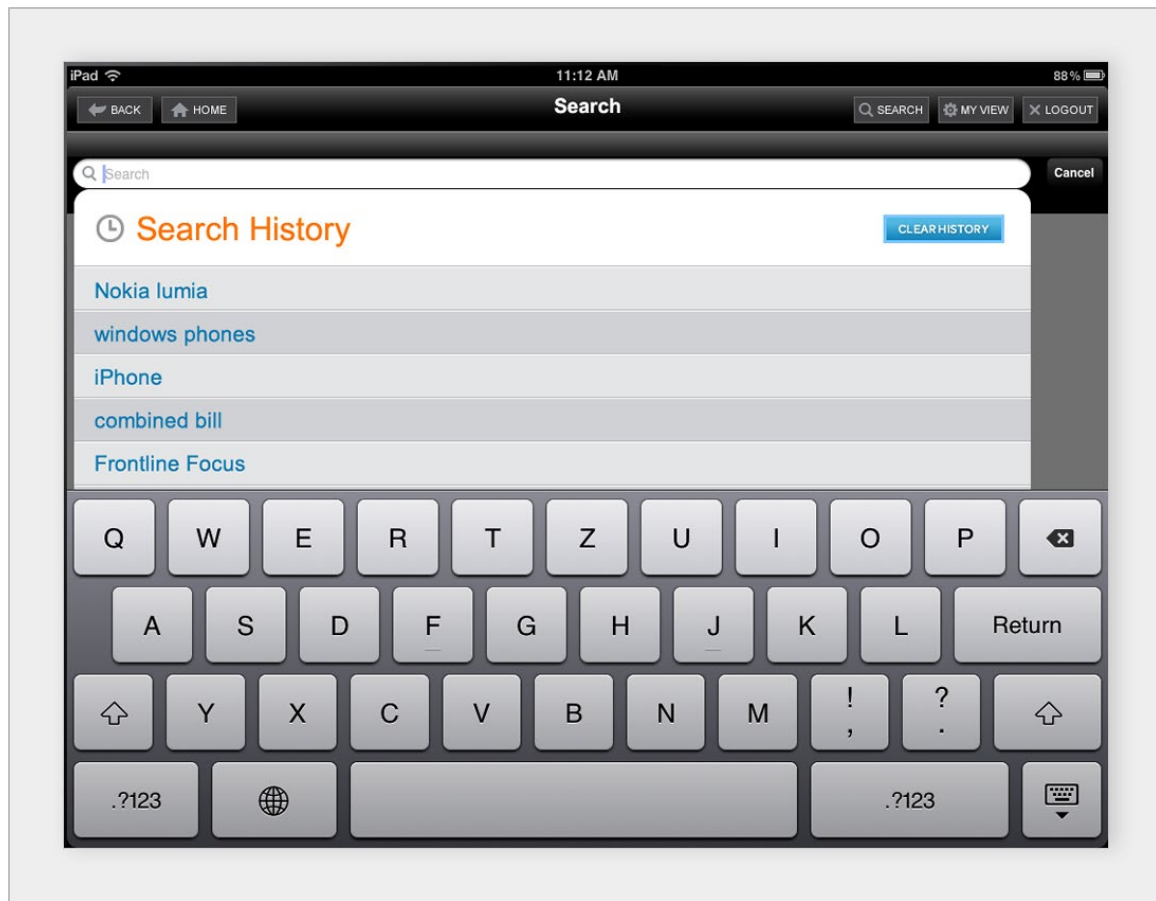 iPad 11:12 AM 88%
BACK HOME Search SEARCH MY VIEW LOGOUT
Search Cancel
Search History CLEAR HISTORY
Nokia lumia
windows phones
iPhone
combined bill
Frontline Focus
Q W E R T Z U I O P
A S D F G H J K L Return
Y X C V B N M ! , ? .
.?123 .?123